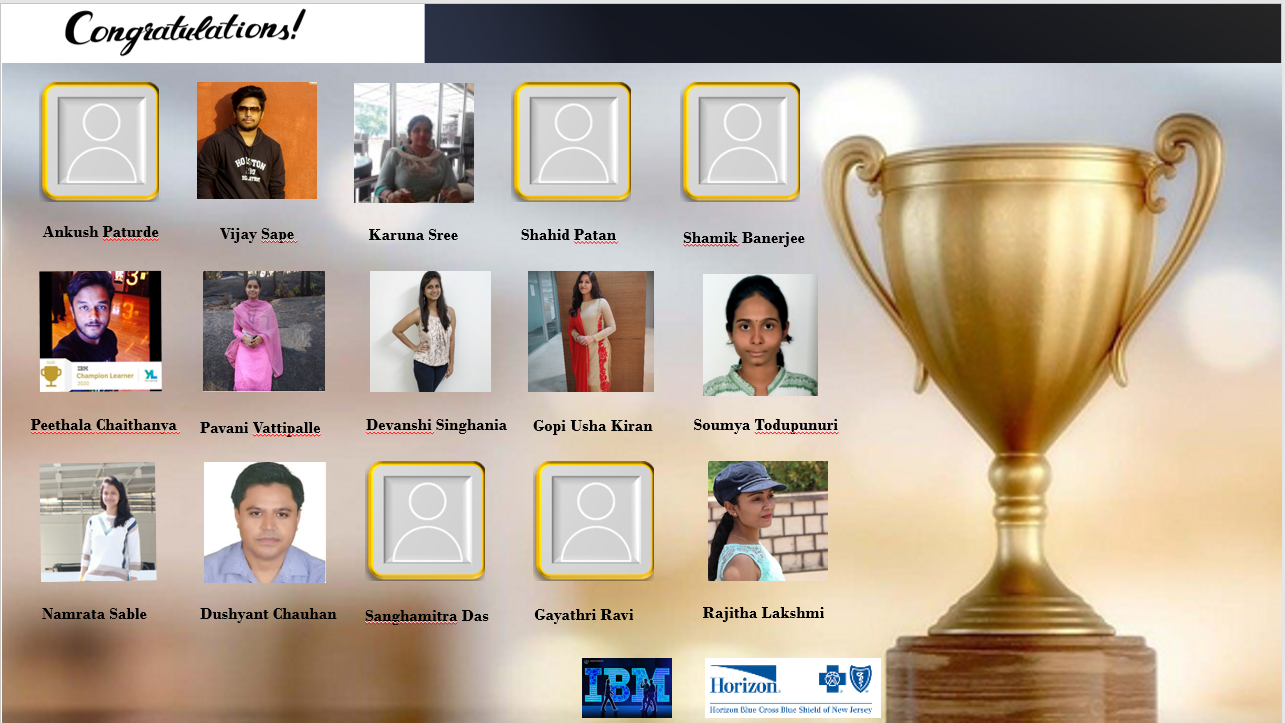 Congratulations!
HOUSTON
Ankush Paturde
Vijay Sape
Karuna Sree
Shahid Patan
Shamik Banerjee
IBM
Champion Learner
2020
YL
Peethala Chaithanya
Pavani Vattipalle
Devanshi Singhania
Gopi Usha Kiran
Soumya Todupunuri
Namrata Sable
Dushyant Chauhan
Sanghamitra Das
Gayathri Ravi
Rajitha Lakshmi
IBM
Horizon
Horizon Blue Cross Blue Shield of New Jersey